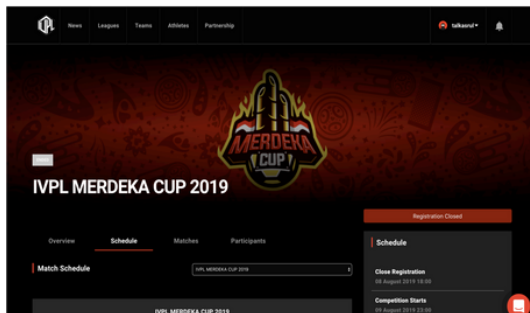 IVPL
News Leagues Teams Athletes Partnership
talkasrul
MERDEKA
CUP
IVPL MERDEKA CUP 2019
Registration Closed
Overview Schedule Matches Participants
Match Schedule
IVPL MERDEKA CUP 2019
IVPL MERDEKA CUP 2019
Schedule
Close Registration
08 August 2019 18:00
Competition Starts
09 August 2019 23:00